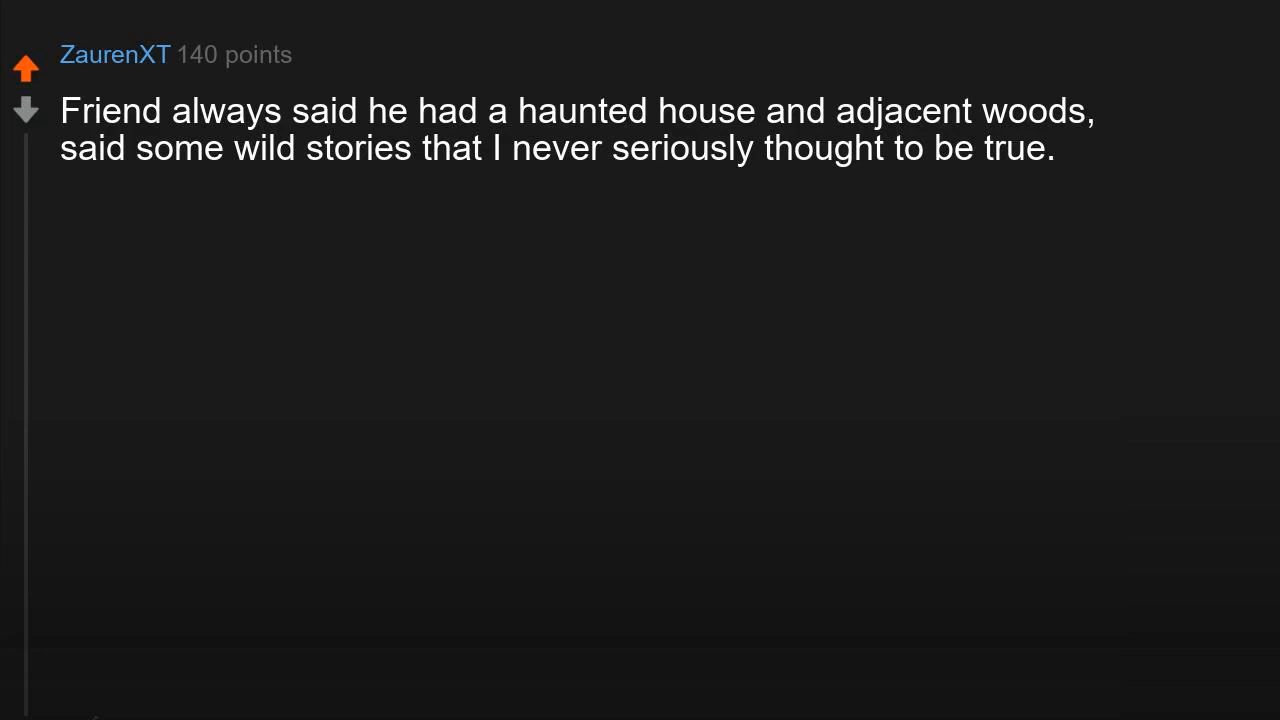 ZaurenXT 140 points
Friend always said he had a haunted house and adjacent woods,
said some wild stories that I never seriously thought to be true.